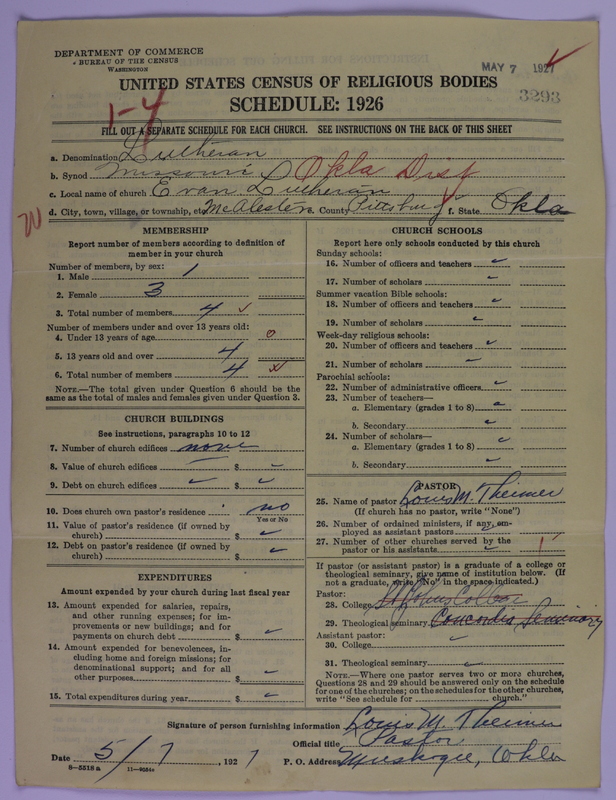 DEPARTMENT OF COMMERCE
BUREAU OF THE CENSUS
WASHINGTON
MAY 7 1927
UNITED STATES CENSUS OF RELIGIOUS BODIES
SCHEDULE: 1926
3293
1-4
FILL OUT A SEPARATE SCHEDULE FOR EACH CHURCH. SEE INSTRUCTIONS ON THE BACK OF THIS SHEET
a. Denomination Lutheran
b. Synod Missouri Okla Dist
c. Local name of church Evan Lutheran
d. City, town, village, or township, etc. McAlester e. County Pittsburg f. State Okla
MEMBERSHIP
Report number of members according to definition of member in your church
Number of members, by sex:
1. Male 1
2. Female 3
3. Total number of members 4 ✓
Number of members under and over 13 years old:
4. Under 13 years of age 0
5. 13 years old and over 4
6. Total number of members 4
NOTE.—The total given under Question 6 should be the same as the total of males and females given under Question 3.
CHURCH BUILDINGS
See instructions, paragraphs 10 to 12
7. Number of church edifices none
8. Value of church edifices $
9. Debt on church edifices $
10. Does church own pastor's residence no
Yes or No
11. Value of pastor's residence (if owned by church) $
12. Debt on pastor's residence (if owned by church) $
EXPENDITURES
Amount expended by your church during last fiscal year
13. Amount expended for salaries, repairs, and other running expenses; for improvements or new buildings; and for payments on church debt $
14. Amount expended for benevolences, including home and foreign missions; for denominational support; and for all other purposes $
15. Total expenditures during year $
CHURCH SCHOOLS
Report here only schools conducted by this church
Sunday schools:
16. Number of officers and teachers
17. Number of scholars
Summer vacation Bible schools:
18. Number of officers and teachers
19. Number of scholars
Week-day religious schools:
20. Number of officers and teachers
21. Number of scholars
Parochial schools:
22. Number of administrative officers
23. Number of teachers—
a. Elementary (grades 1 to 8)
b. Secondary
24. Number of scholars—
a. Elementary (grades 1 to 8)
b. Secondary
PASTOR
25. Name of pastor Louis M. Theimer
(If church has no pastor, write "None")
26. Number of ordained ministers, if any, employed as assistant pastors
27. Number of other churches served by the pastor or his assistants 1
If pastor (or assistant pastor) is a graduate of a college or theological seminary, give name of institution below. (If not a graduate, write "No" in the space indicated.)
Pastor:
28. College
29. Theological seminary Concordia Seminary
Assistant pastor:
30. College
31. Theological seminary
NOTE.—Where one pastor serves two or more churches, Questions 28 and 29 should be answered only on the schedule for one of the churches; on the schedules for the other churches, write "See schedule for church."
Signature of person furnishing information Louis M. Theimer
Official title Pastor
Date 5/7, 1927 P. O. Address Muskogee, Okla
8—5518 a